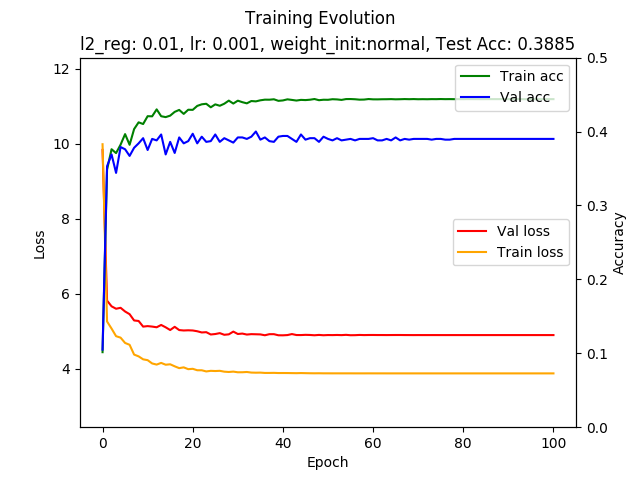 Training Evolution
l2_reg: 0.01, lr: 0.001, weight_init:normal, Test Acc: 0.3885
12
10
8
6
4
Loss
0.5
0.4
0.3
0.2
0.1
0.0
Accuracy
Train acc
Val acc
Val loss
Train loss
0
20
40
60
80
100
Epoch